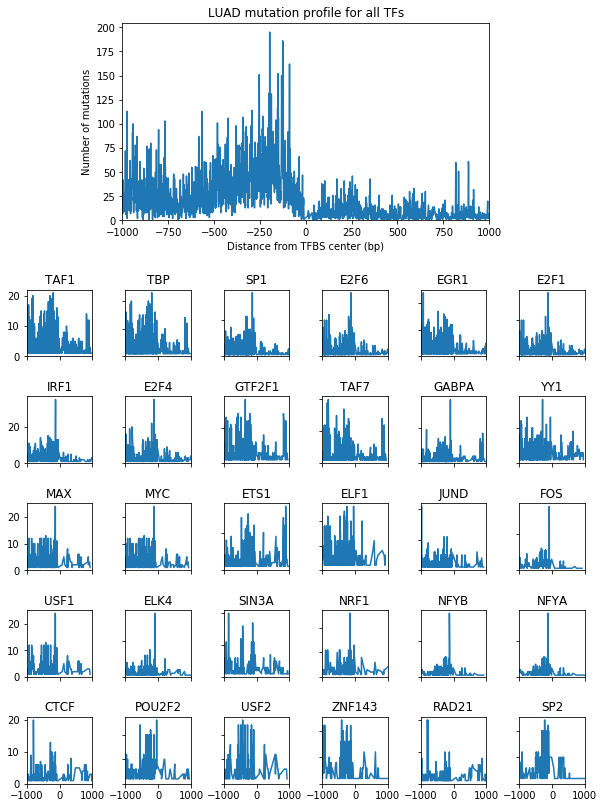 LUAD mutation profile for all TFs
200
175
150
125
100
75
50
25
0
Number of mutations
−1000 −750 −500 −250 0 250 500 750 1000
Distance from TFBS center (bp)
TAF1 TBP SP1 E2F6 EGR1 E2F1
20
10
0
IRF1 E2F4 GTF2F1 TAF7 GABPA YY1
20
0
MAX MYC ETS1 ELF1 JUND FOS
20
10
0
USF1 ELK4 SIN3A NRF1 NFYB NFYA
20
10
0
CTCF POU2F2 USF2 ZNF143 RAD21 SP2
20
10
0
−1000 0 1000 −1000 0 1000 −1000 0 1000 −1000 0 1000 −1000 0 1000 −1000 0 1000